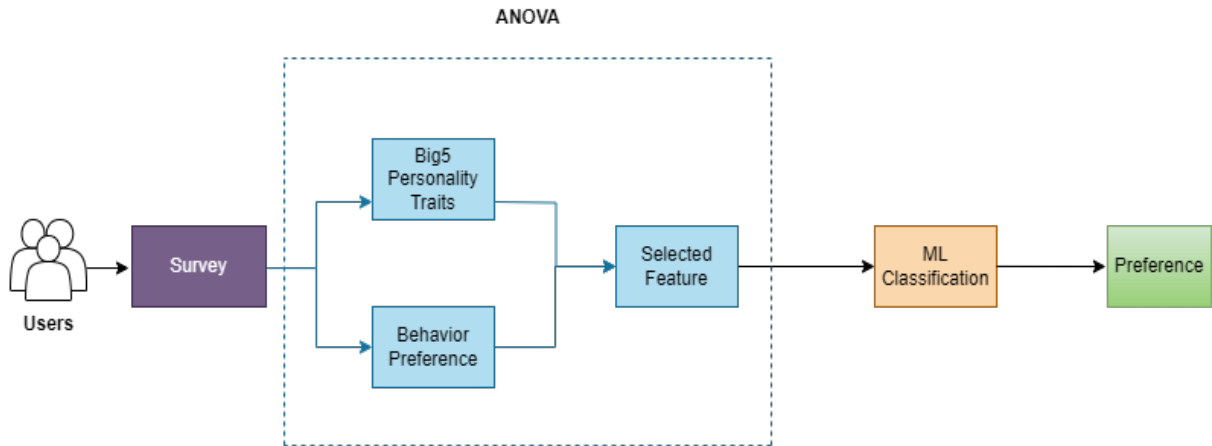 ANOVA
Users
Survey
Big5
Personality
Traits
Behavior
Preference
Selected
Feature
ML
Classification
Preference